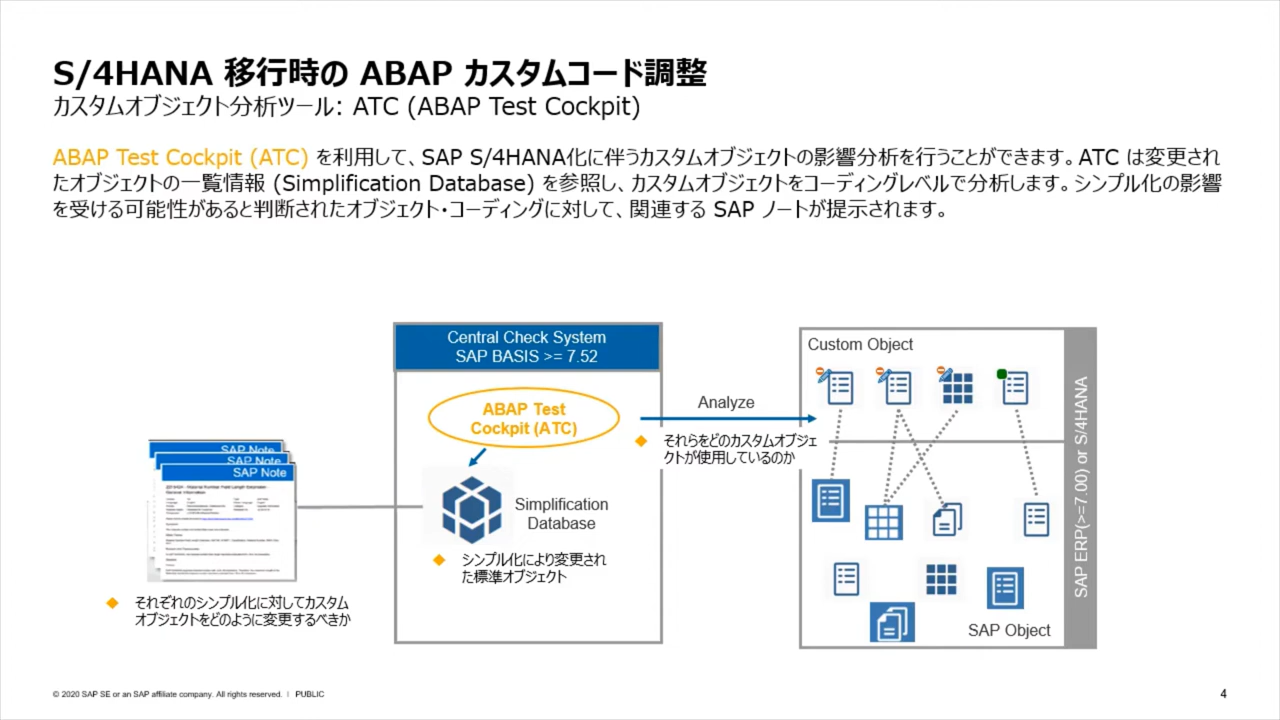 S/4HANA 移行時の ABAP カスタムコード調整
カスタムオブジェクト分析ツール: ATC (ABAP Test Cockpit)
ABAP Test Cockpit (ATC) を利用して、SAP S/4HANA化に伴うカスタムオブジェクトの影響分析を行うことができます。ATC は変更され
たオブジェクトの一覧情報 (Simplification Database) を参照し、カスタムオブジェクトをコーディングレベルで分析します。シンプル化の影響
を受ける可能性があると判断されたオブジェクト・コーディングに対して、関連する SAP ノートが提示されます。
SAP Note
SAP Note
SAP Note
◆ それぞれのシンプル化に対してカスタム
オブジェクトをどのように変更するべきか
Central Check System
SAP BASIS >= 7.52
ABAP Test
Cockpit (ATC)
Simplification
Database
◆ シンプル化により変更され
た標準オブジェクト
Analyze
◆ それらをどのカスタムオブジェ
クトが使用しているのか
Custom Object
SAP Object
SAP ERP(>=7.00) or S/4HANA
© 2020 SAP SE or an SAP affiliate company. All rights reserved. | PUBLIC
4